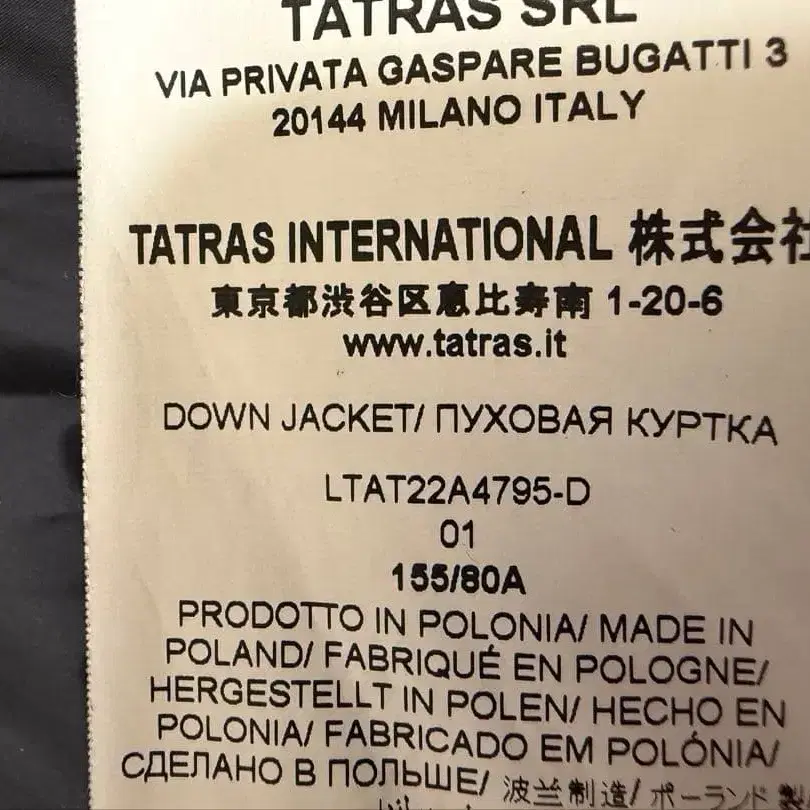 TATRAS SRL
VIA PRIVATA GASPARE BUGATTI 3
20144 MILANO ITALY
TATRAS INTERNATIONAL 株式会社
東京都渋谷区恵比寿南 1-20-6
www.tatras.it
DOWN JACKET/ ПУХОВАЯ КУРТКА
LTAT22A4795-D
01
155/80A
PRODOTTO IN POLONIA/ MADE IN
POLAND/ FABRIQUÉ EN POLOGNE/
HERGESTELLT IN POLEN/ HECHO EN
POLONIA/ FABRICADO EM POLÓNIA/
СДЕЛАНО В ПОЛЬШЕ/ 波兰制造/ ポーランド 製